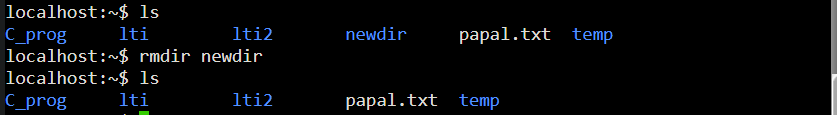 localhost:~$ ls
C_prog lti lti2 newdir papal.txt temp
localhost:~$ rmdir newdir
localhost:~$ ls
C_prog lti lti2 papal.txt temp